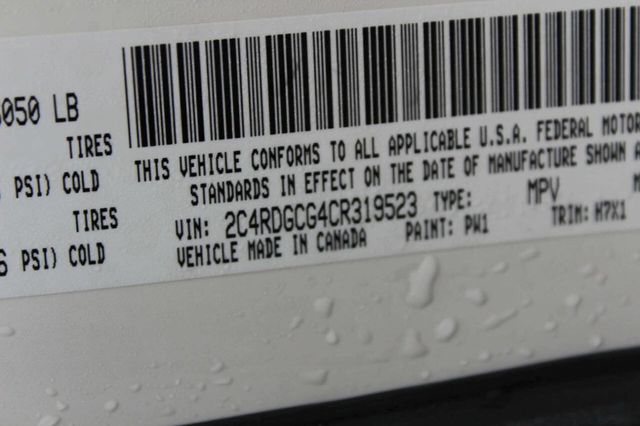 050 LB
TIRES
PSI) COLD
TIRES
PSI) COLD
THIS VEHICLE CONFORMS TO ALL APPLICABLE U.S.A. FEDERAL MOTOR
STANDARDS IN EFFECT ON THE DATE OF MANUFACTURE SHOWN A
VIN: 2C4RDGCG4CR319523 TYPE: MPV
VEHICLE MADE IN CANADA PAINT: PW1 TRIM: H7X1